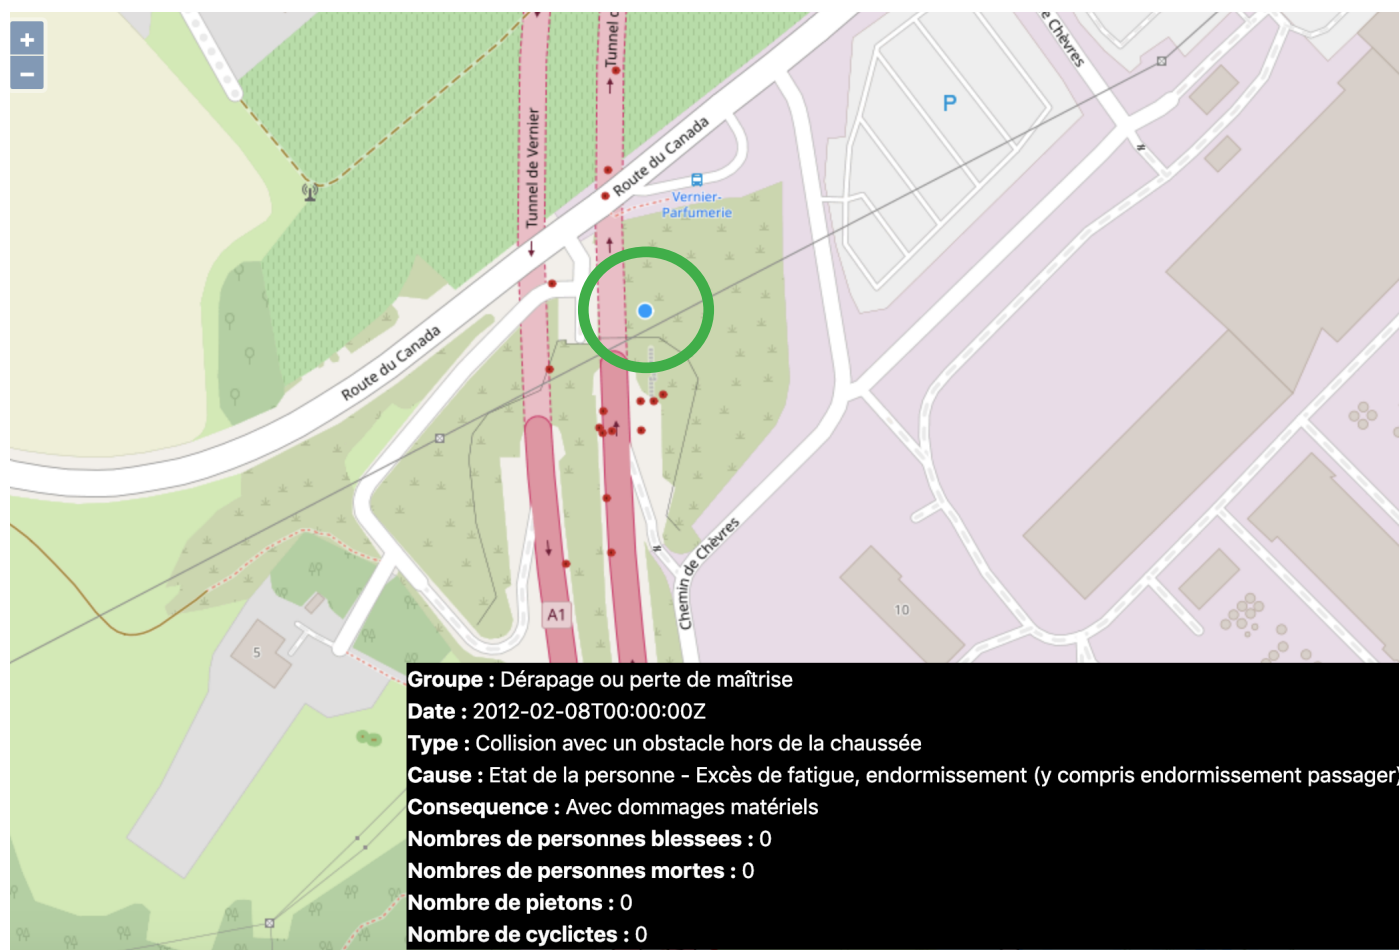 +
−
Tunnel de Vernier
Tunnel d
Route du Canada
Vernier-
Parfumerie
P
e Chèvres
Route du Canada
Chemin de Chèvres
A1
5
10
Groupe : Dérapage ou perte de maîtrise
Date : 2012-02-08T00:00:00Z
Type : Collision avec un obstacle hors de la chaussée
Cause : Etat de la personne - Excès de fatigue, endormissement (y compris endormissement passager)
Consequence : Avec dommages matériels
Nombres de personnes blessees : 0
Nombres de personnes mortes : 0
Nombre de pietons : 0
Nombre de cyclictes : 0